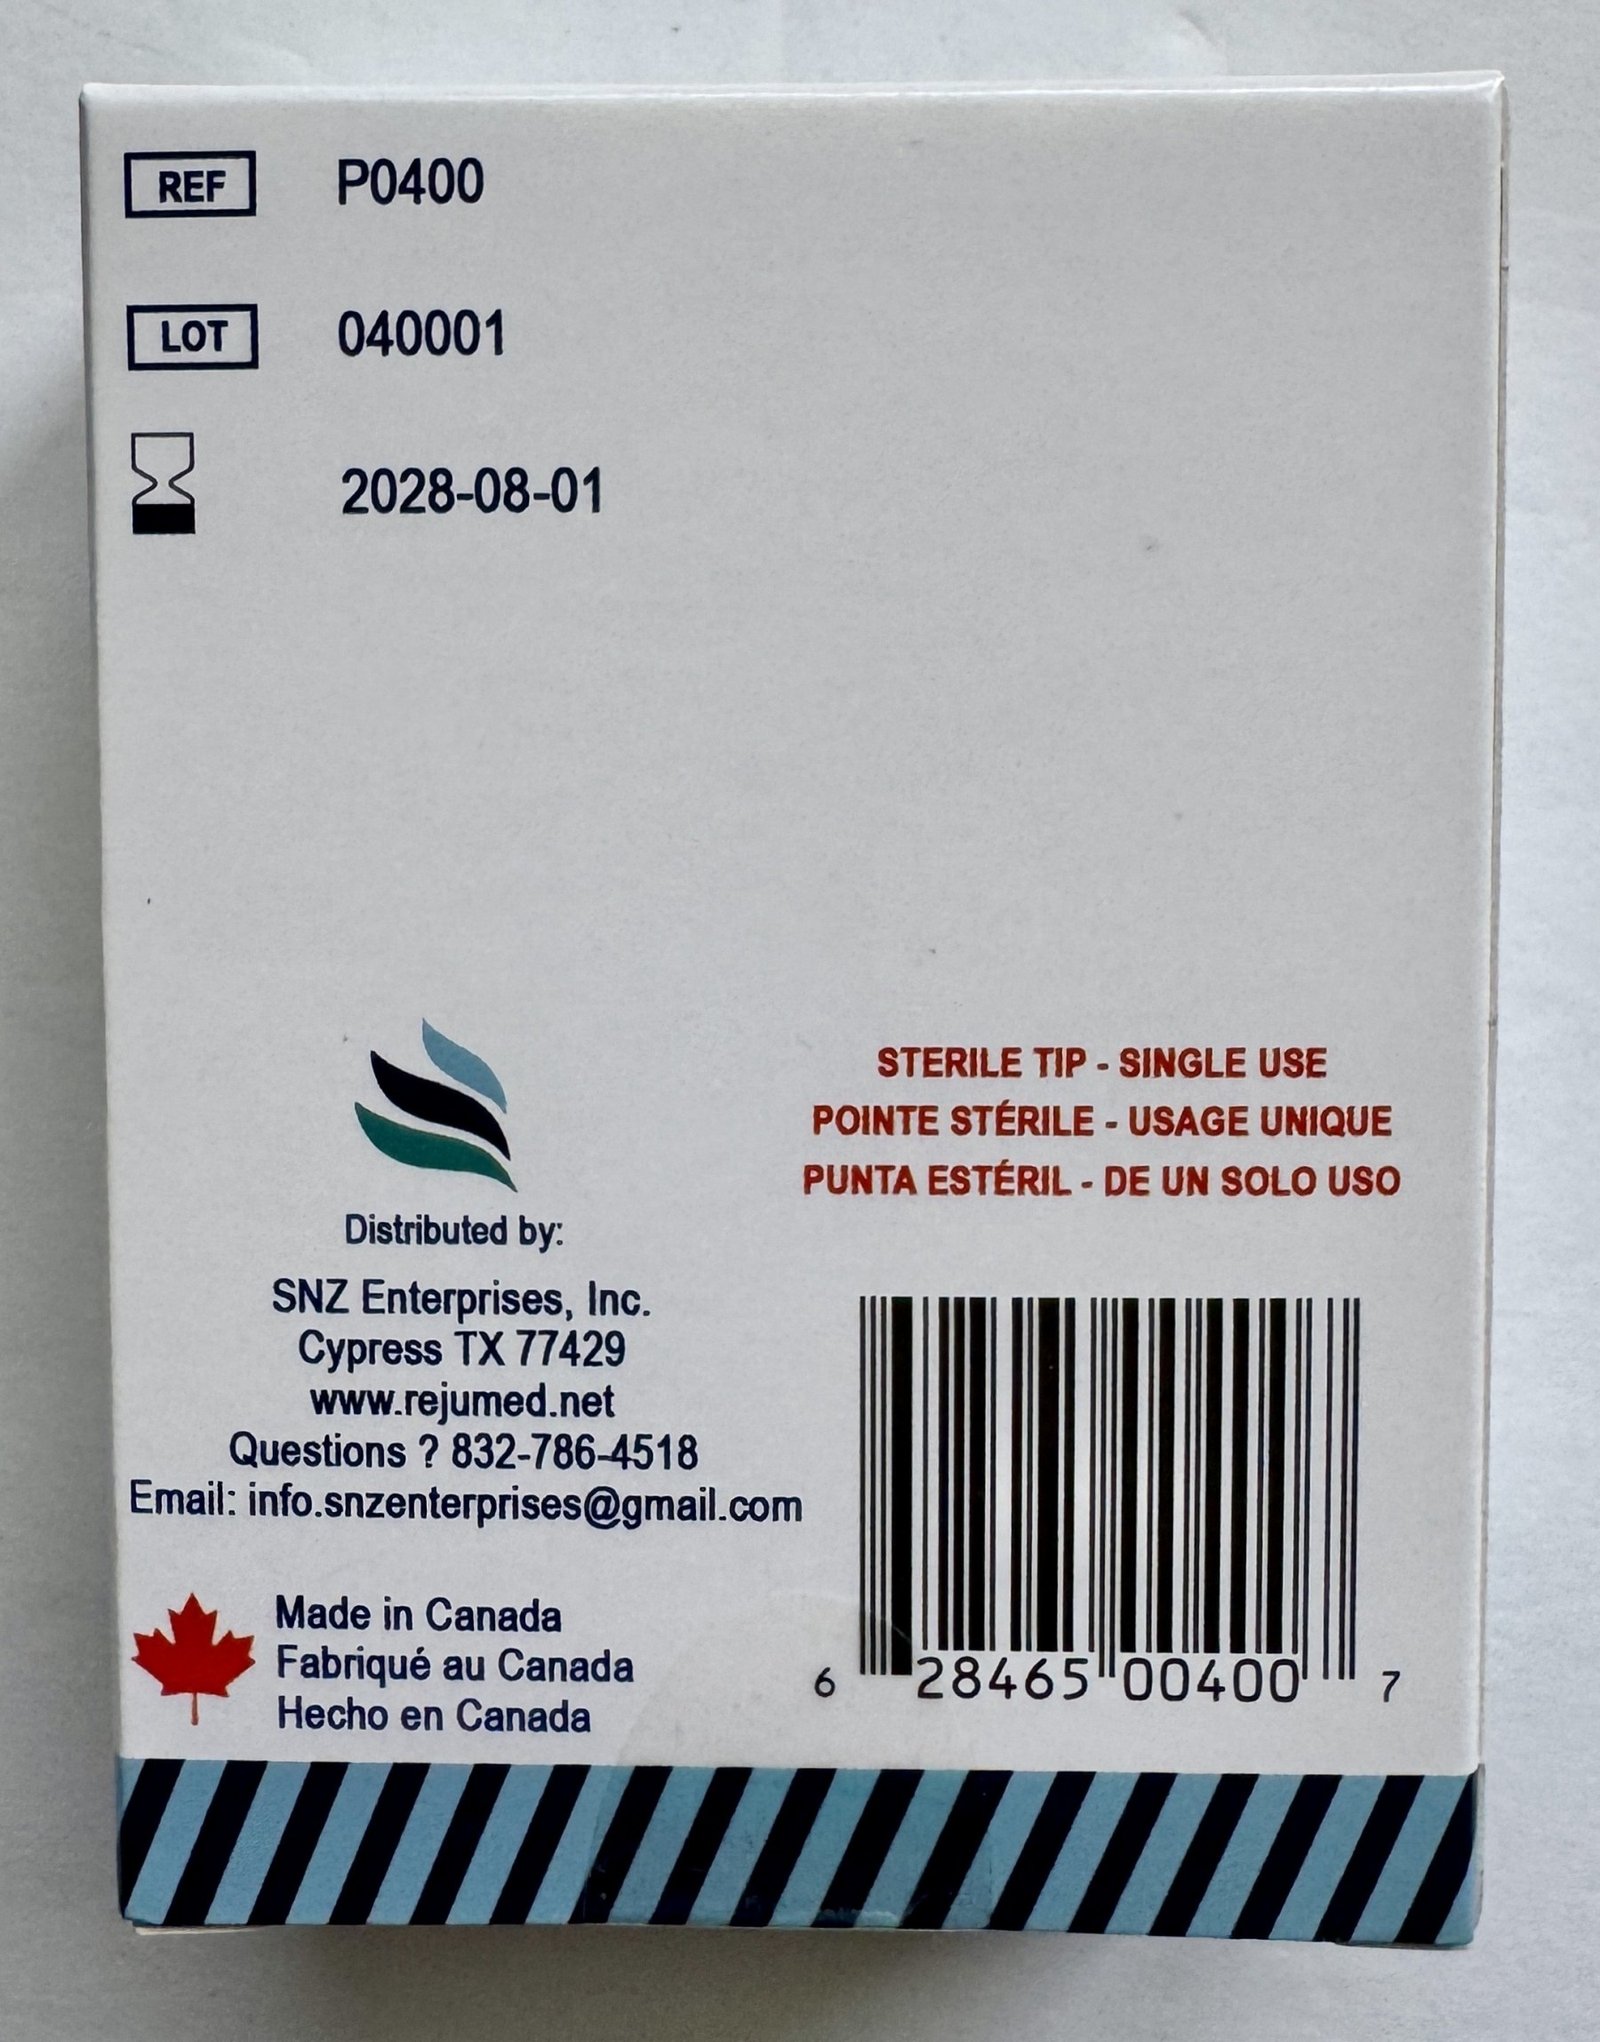 REF P0400
LOT 040001
2028-08-01
STERILE TIP - SINGLE USE
POINTE STÉRILE - USAGE UNIQUE
PUNTA ESTÉRIL - DE UN SOLO USO
Distributed by:
SNZ Enterprises, Inc.
Cypress TX 77429
www.rejumed.net
Questions ? 832-786-4518
Email: info.snzenterprises@gmail.com
Made in Canada
Fabriqué au Canada
Hecho en Canada
6 28465 00400 7